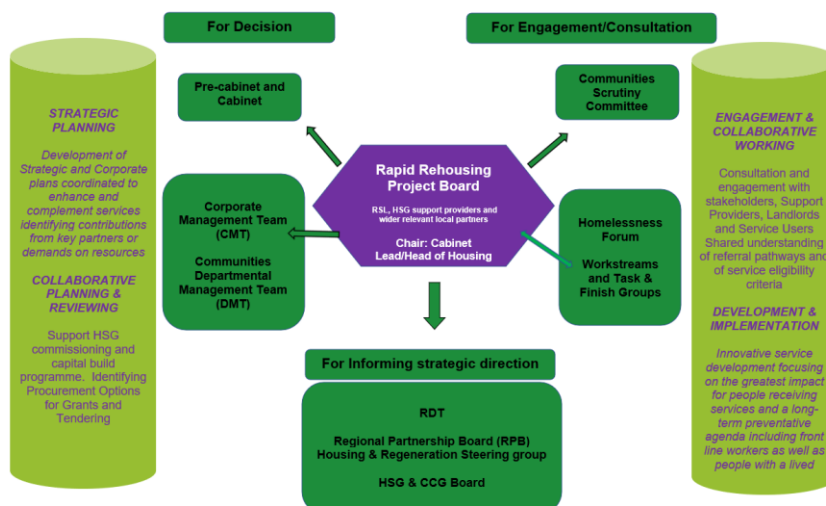 For Decision
For Engagement/Consultation
STRATEGIC
PLANNING
Development of
Strategic and Corporate
plans coordinated to
enhance and
complement services
identifying contributions
from key partners or
demands on resources
COLLABORATIVE
PLANNING &
REVIEWING
Support HSG
commissioning and
capital build
programme. Identifying
Procurement Options
for Grants and
Tendering
Pre-cabinet and
Cabinet
Corporate
Management Team
(CMT)
Communities
Departmental
Management Team
(DMT)
Rapid Rehousing
Project Board
RSL, HSG support providers and
wider relevant local partners
Chair: Cabinet
Lead/Head of Housing
Communities
Scrutiny
Committee
Homelessness
Forum
Workstreams
and Task &
Finish Groups
For Informing strategic direction
RDT
Regional Partnership Board (RPB)
Housing & Regeneration Steering group
HSG & CCG Board
ENGAGEMENT &
COLLABORATIVE
WORKING
Consultation and
engagement with
stakeholders, Support
Providers, Landlords
and Service Users
Shared understanding
of referral pathways and
of service eligibility
criteria
DEVELOPMENT &
IMPLEMENTATION
Innovative service
development focusing
on the greatest impact
for people receiving
services and a long-
term preventative
agenda including front
line workers as well as
people with a lived